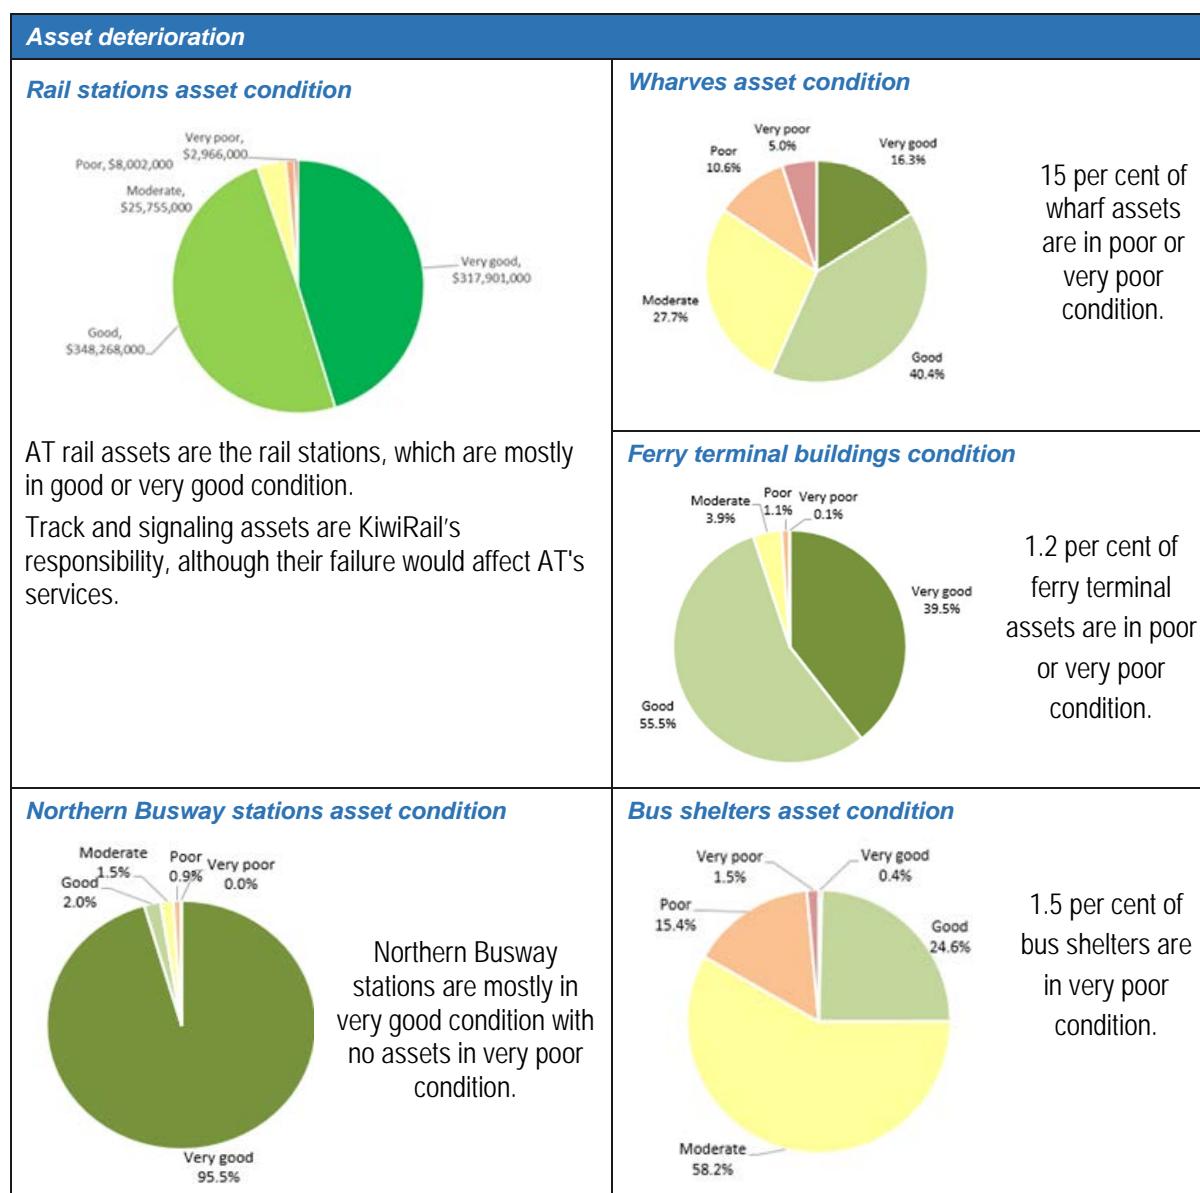 Asset deterioration
Rail stations asset condition
Very poor,
$2,966,000
Poor, $8,002,000
Moderate,
$25,755,000
Very good,
$317,901,000
Good,
$348,268,000
AT rail assets are the rail stations, which are mostly
in good or very good condition.
Track and signaling assets are KiwiRail's
responsibility, although their failure would affect AT's
services.
Wharves asset condition
Very poor
5.0%
Very good
16.3%
Poor
10.6%
Moderate
27.7%
Good
40.4%
15 per cent of
wharf assets
are in poor or
very poor
condition.
Ferry terminal buildings condition
Moderate
3.9%
Poor
1.1%
Very poor
0.1%
Very good
39.5%
Good
55.5%
1.2 per cent of
ferry terminal
assets are in poor
or very poor
condition.
Northern Busway stations asset condition
Moderate
1.5%
Poor
0.9%
Very poor
0.0%
Good
2.0%
Very good
95.5%
Northern Busway
stations are mostly in
very good condition with
no assets in very poor
condition.
Bus shelters asset condition
Very poor
1.5%
Very good
0.4%
Poor
15.4%
Good
24.6%
Moderate
58.2%
1.5 per cent of
bus shelters are
in very poor
condition.